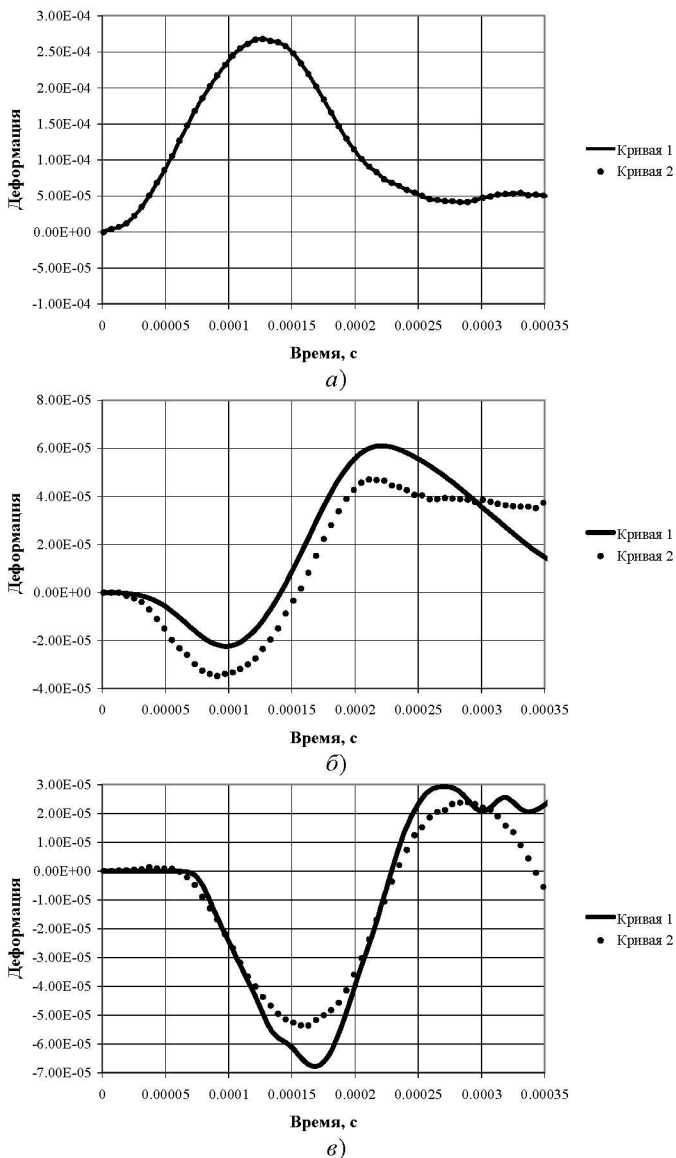 3.00E-04
2.50E-04
2.00E-04
1.50E-04
1.00E-04
5.00E-05
0.00E+00
-5.00E-05
-1.00E-04
Деформация
0 0.00005 0.0001 0.00015 0.0002 0.00025 0.0003 0.00035
Время, с
Кривая 1
Кривая 2
а)
8.00E-05
6.00E-05
4.00E-05
2.00E-05
0.00E+00
-2.00E-05
-4.00E-05
Деформация
0 0.00005 0.0001 0.00015 0.0002 0.00025 0.0003 0.00035
Время, с
Кривая 1
Кривая 2
б)
3.00E-05
2.00E-05
1.00E-05
0.00E+00
-1.00E-05
-2.00E-05
-3.00E-05
-4.00E-05
-5.00E-05
-6.00E-05
-7.00E-05
Деформация
0 0.00005 0.0001 0.00015 0.0002 0.00025 0.0003 0.00035
Время, с
Кривая 1
Кривая 2
в)